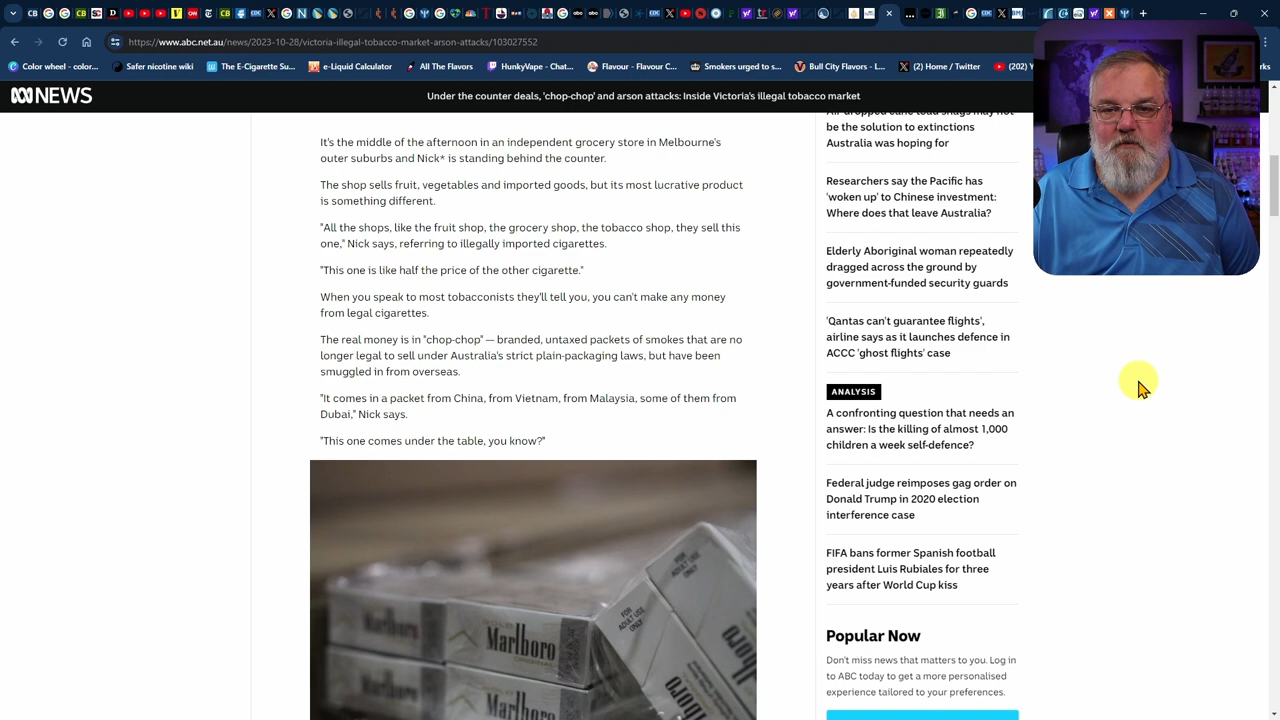 https://www.abc.net.au/news/2023-10-28/victoria-illegal-tobacco-market-arson-attacks/103027552
Color wheel - color...
Safer nicotine wiki
The E-Cigarette Su...
e-Liquid Calculator
All The Flavors
HunkyVape - Chat...
Flavour – Flavour C...
Smokers urged to s...
Bull City Flavors - L...
(2) Home / Twitter
NEWS
Under the counter deals, 'chop-chop' and arson attacks: Inside Victoria's illegal tobacco market
It's the middle of the afternoon in an independent grocery store in Melbourne's
outer suburbs and Nick* is standing behind the counter.
The shop sells fruit, vegetables and imported goods, but its most lucrative product
is something different.
"All the shops, like the fruit shop, the grocery shop, the tobacco shop, they sell this
one," Nick says, referring to illegally imported cigarettes.
"This one is like half the price of the other cigarette."
When you speak to most tobacconists they'll tell you, you can't make any money
from legal cigarettes.
The real money is in "chop-chop" — branded, untaxed packets of smokes that are no
longer legal to sell under Australia's strict plain-packaging laws, but have been
smuggled in from overseas.
"It comes in a packet from China, from Vietnam, from Malaysia, some of them from
Dubai," Nick says.
"This one comes under the table, you know?"
FOR
ADULT USE
ONLY
FOR
ADULT USE
ONLY
Marlboro
Marlboro
be the solution to extinctions
Australia was hoping for
Researchers say the Pacific has
'woken up' to Chinese investment:
Where does that leave Australia?
Elderly Aboriginal woman repeatedly
dragged across the ground by
government-funded security guards
'Qantas can't guarantee flights',
airline says as it launches defence in
ACCC 'ghost flights' case
ANALYSIS
A confronting question that needs an
answer: Is the killing of almost 1,000
children a week self-defence?
Federal judge reimposes gag order on
Donald Trump in 2020 election
interference case
FIFA bans former Spanish football
president Luis Rubiales for three
years after World Cup kiss
Popular Now
Don't miss news that matters to you. Log in
to ABC today to get a more personalised
experience tailored to your preferences.